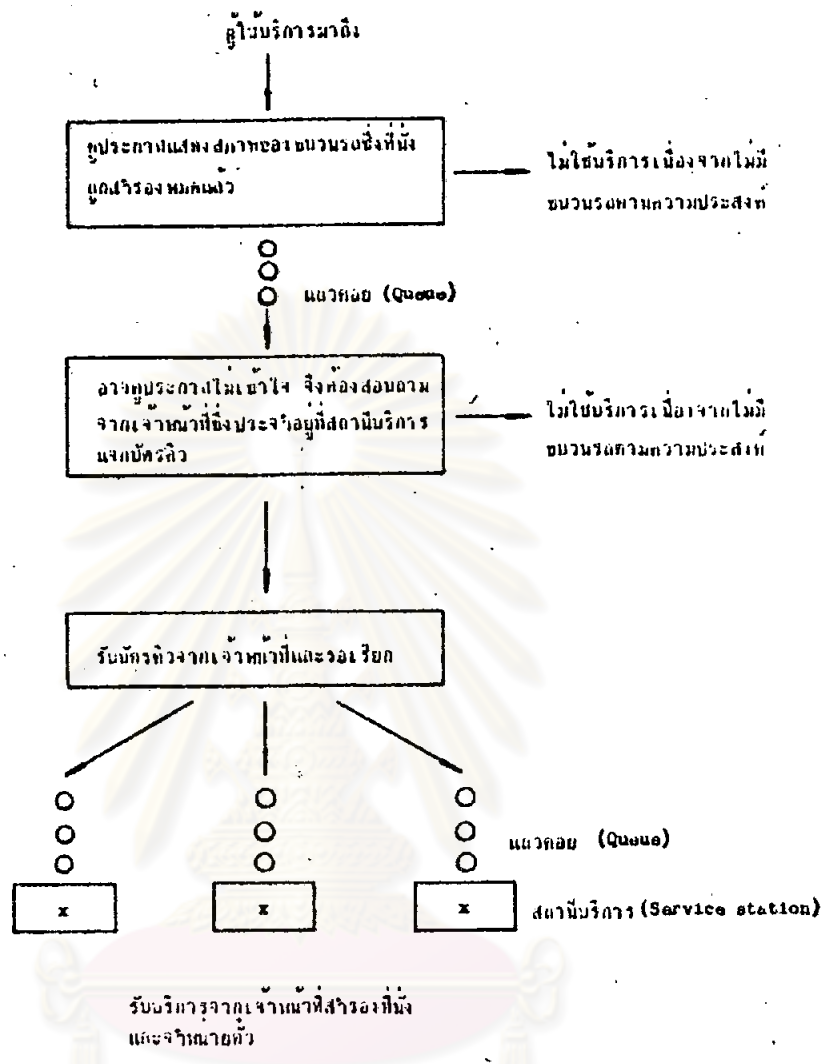 ผู้ใช้บริการมาถึง
ดูประกาศแสดงสภาพของขบวนรถซึ่งที่นั่ง
ถูกสำรองหมดแล้ว
ไม่ใช้บริการเนื่องจากไม่มี
ขบวนรถตามความประสงค์
แถวคอย (Queue)
อาจดูประกาศไม่เข้าใจ จึงต้องสอบถาม
จากเจ้าหน้าที่ซึ่งประจำอยู่ที่สถานีบริการ
แจกบัตรคิว
ไม่ใช้บริการเนื่องจากไม่มี
ขบวนรถตามความประสงค์
รับบัตรคิวจากเจ้าหน้าที่และรอเรียก
แถวคอย (Queue)
x x x สถานีบริการ (Service station)
รับบริการจากเจ้าหน้าที่สำรองที่นั่ง
และจำหน่ายตั๋ว